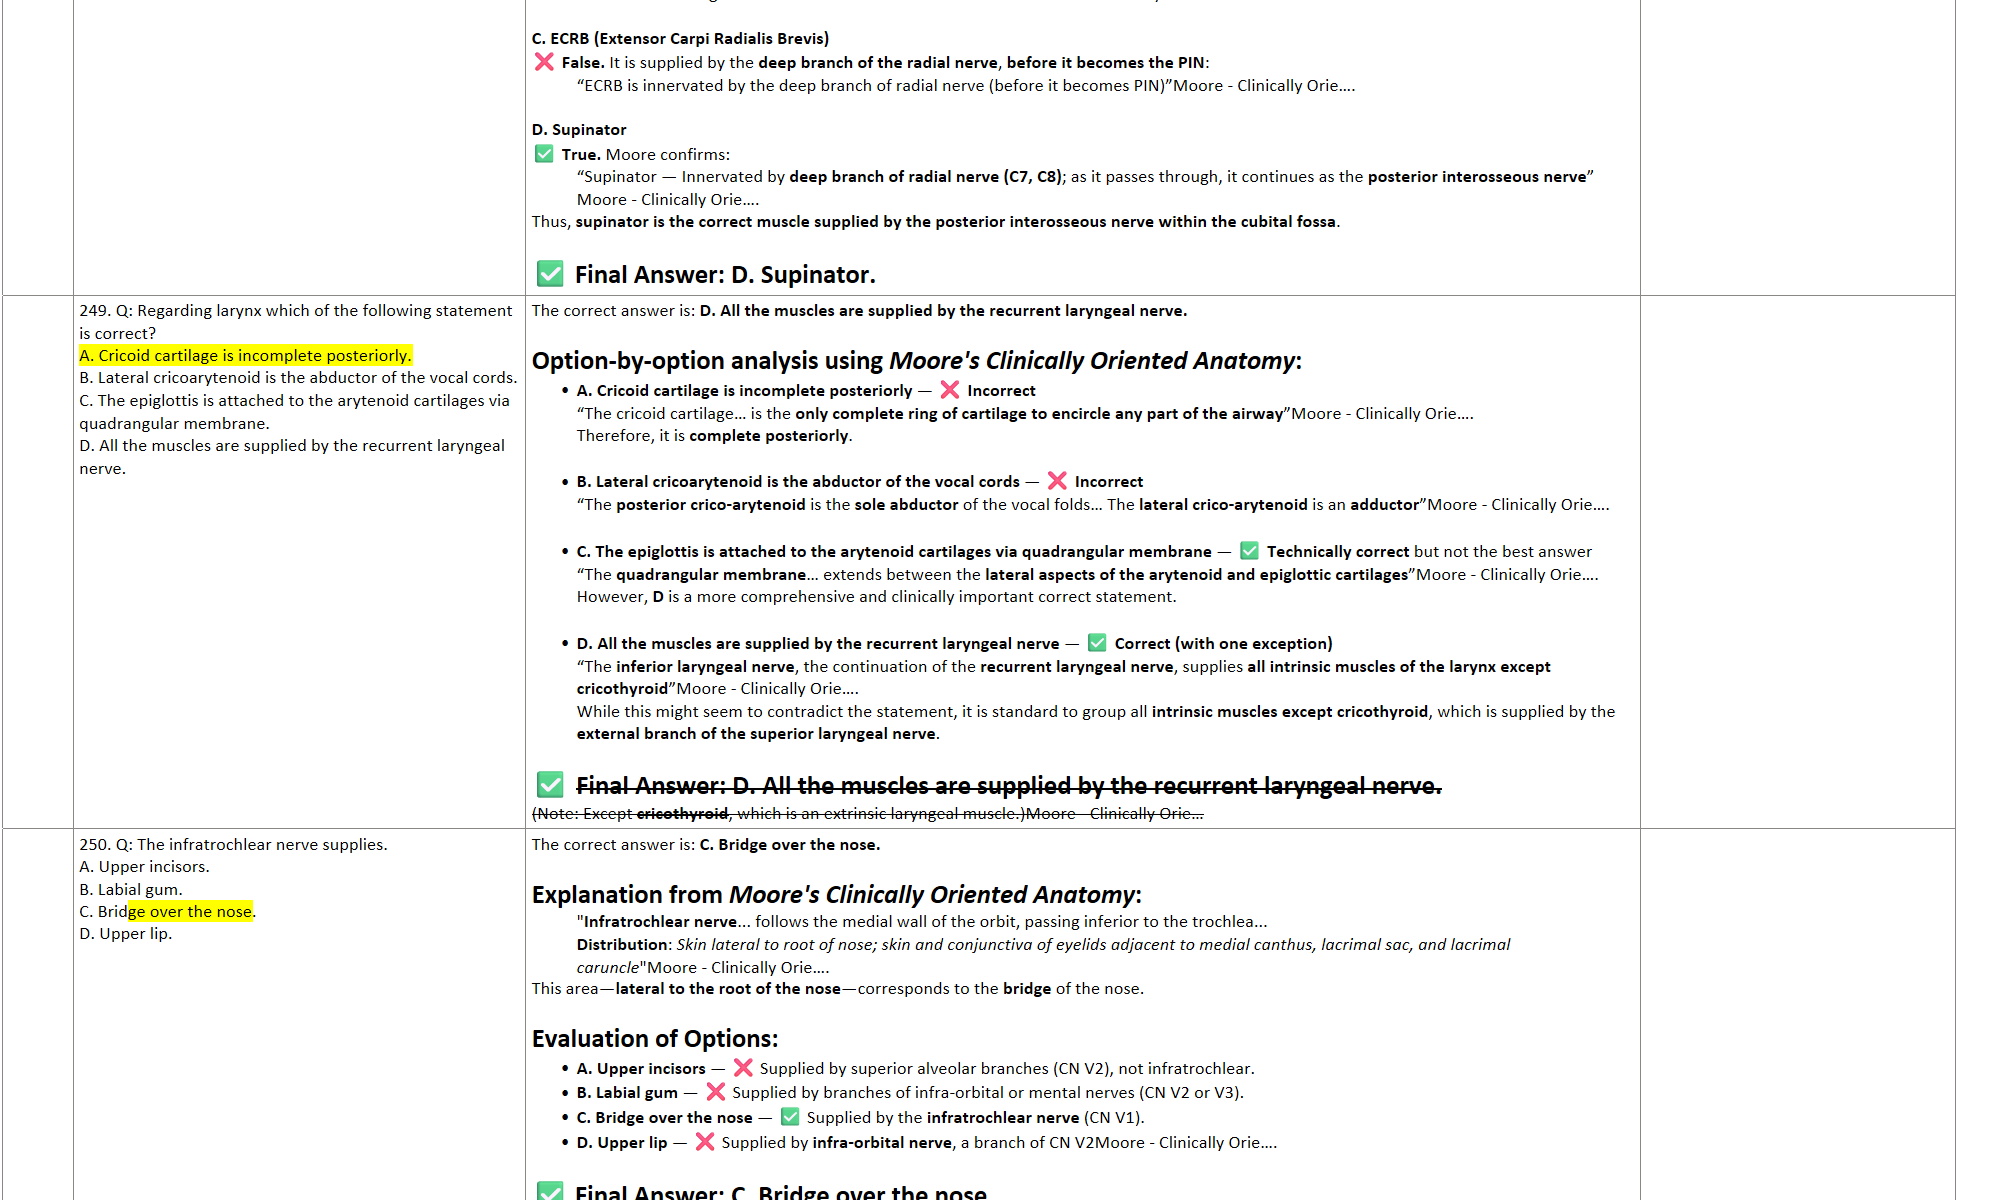 C. ECRB (Extensor Carpi Radialis Brevis)
❌ False. It is supplied by the deep branch of the radial nerve, before it becomes the PIN:
“ECRB is innervated by the deep branch of radial nerve (before it becomes PIN)”Moore - Clinically Orie….
D. Supinator
✅ True. Moore confirms:
“Supinator — Innervated by deep branch of radial nerve (C7, C8); as it passes through, it continues as the posterior interosseous nerve”
Moore - Clinically Orie….
Thus, supinator is the correct muscle supplied by the posterior interosseous nerve within the cubital fossa.
✅ Final Answer: D. Supinator.
249. Q: Regarding larynx which of the following statement
is correct?
A. Cricoid cartilage is incomplete posteriorly.
B. Lateral cricoarytenoid is the abductor of the vocal cords.
C. The epiglottis is attached to the arytenoid cartilages via
quadrangular membrane.
D. All the muscles are supplied by the recurrent laryngeal
nerve.
The correct answer is: D. All the muscles are supplied by the recurrent laryngeal nerve.
Option-by-option analysis using Moore's Clinically Oriented Anatomy:
• A. Cricoid cartilage is incomplete posteriorly — ❌ Incorrect
“The cricoid cartilage… is the only complete ring of cartilage to encircle any part of the airway”Moore - Clinically Orie….
Therefore, it is complete posteriorly.
• B. Lateral cricoarytenoid is the abductor of the vocal cords — ❌ Incorrect
“The posterior crico-arytenoid is the sole abductor of the vocal folds… The lateral crico-arytenoid is an adductor”Moore - Clinically Orie….
• C. The epiglottis is attached to the arytenoid cartilages via quadrangular membrane — ✅ Technically correct but not the best answer
“The quadrangular membrane… extends between the lateral aspects of the arytenoid and epiglottic cartilages”Moore - Clinically Orie….
However, D is a more comprehensive and clinically important correct statement.
• D. All the muscles are supplied by the recurrent laryngeal nerve — ✅ Correct (with one exception)
“The inferior laryngeal nerve, the continuation of the recurrent laryngeal nerve, supplies all intrinsic muscles of the larynx except
cricothyroid”Moore - Clinically Orie….
While this might seem to contradict the statement, it is standard to group all intrinsic muscles except cricothyroid, which is supplied by the
external branch of the superior laryngeal nerve.
✅ Final Answer: D. All the muscles are supplied by the recurrent laryngeal nerve.
(Note: Except cricothyroid, which is an extrinsic laryngeal muscle.)Moore - Clinically Orie…
250. Q: The infratrochlear nerve supplies.
A. Upper incisors.
B. Labial gum.
C. Bridge over the nose.
D. Upper lip.
The correct answer is: C. Bridge over the nose.
Explanation from Moore's Clinically Oriented Anatomy:
"Infratrochlear nerve... follows the medial wall of the orbit, passing inferior to the trochlea...
Distribution: Skin lateral to root of nose; skin and conjunctiva of eyelids adjacent to medial canthus, lacrimal sac, and lacrimal
caruncle"Moore - Clinically Orie….
This area—lateral to the root of the nose—corresponds to the bridge of the nose.
Evaluation of Options:
• A. Upper incisors — ❌ Supplied by superior alveolar branches (CN V2), not infratrochlear.
• B. Labial gum — ❌ Supplied by branches of infra-orbital or mental nerves (CN V2 or V3).
• C. Bridge over the nose — ✅ Supplied by the infratrochlear nerve (CN V1).
• D. Upper lip — ❌ Supplied by infra-orbital nerve, a branch of CN V2Moore - Clinically Orie….
✅ Final Answer: C. Bridge over the nose